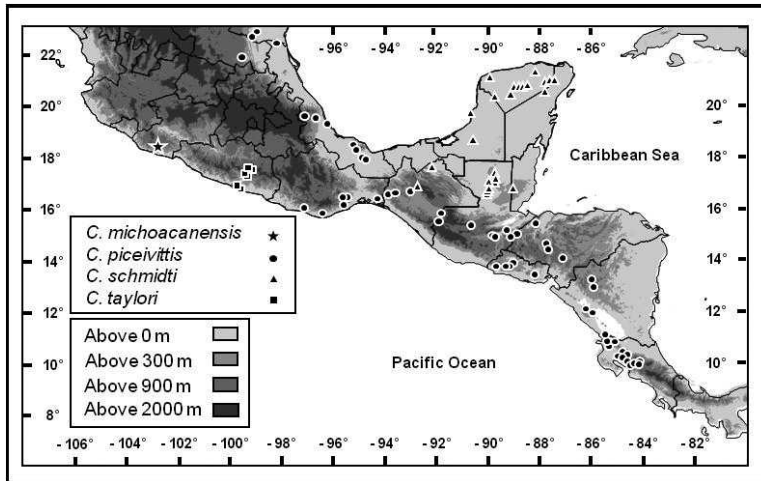 22°
20°
18°
16°
14°
12°
10°
8°
-96° -94° -92° -90° -88° -86°
22°
20°
18°
16°
14°
12°
10°
8°
Caribbean Sea
C. michoacanensis
C. piceivittis
C. schmidti
C. taylori
Above 0 m
Above 300 m
Above 900 m
Above 2000 m
Pacific Ocean
-106° -104° -102° -100° -98° -96° -94° -92° -90° -88° -86° -84° -82°